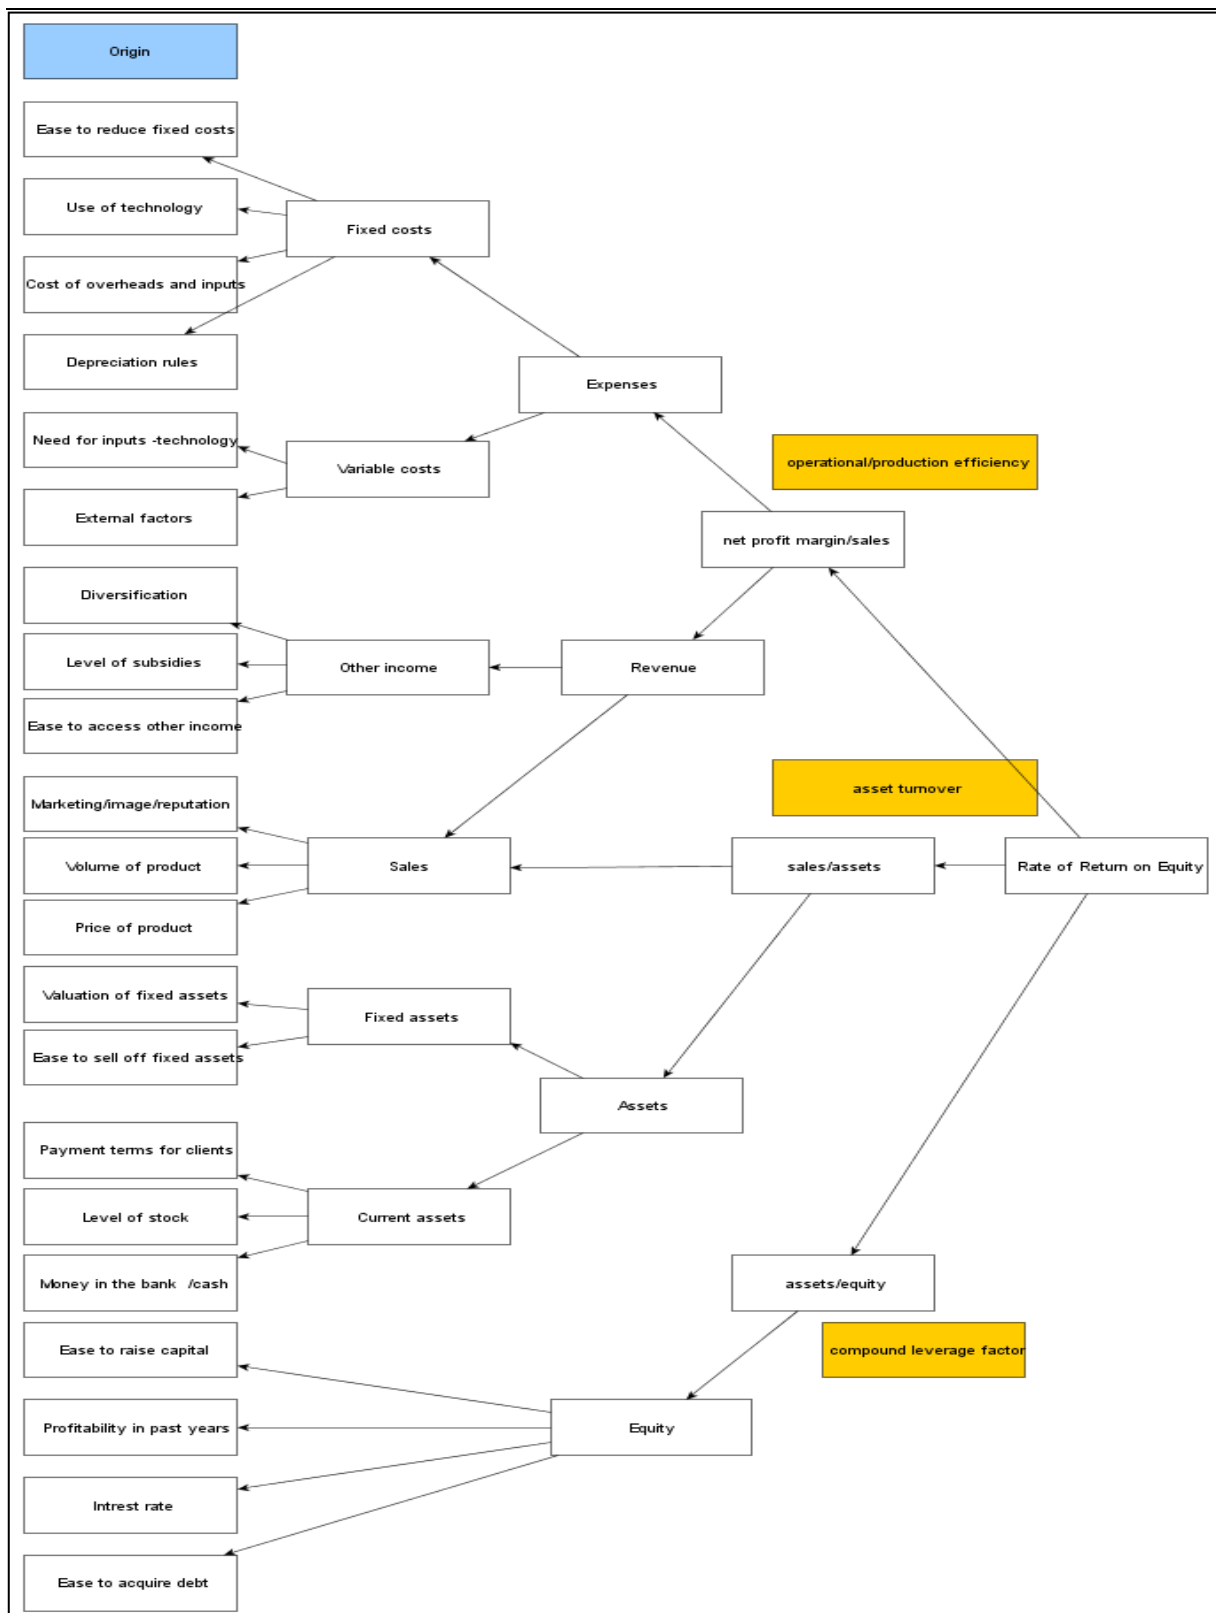 Origin
Ease to reduce fixed costs
Use of technology
Fixed costs
Cost of overheads and inputs
Depreciation rules
Expenses
Need for inputs -technology
operational/production efficiency
Variable costs
External factors
net profit margin/sales
Diversification
Level of subsidies
Other income
Revenue
Ease to access other income
asset turnover
Marketing/image/reputation
Volume of product
Sales
sales/assets
Rate of Return on Equity
Price of product
Valuation of fixed assets
Fixed assets
Ease to sell off fixed assets
Assets
Payment terms for clients
Level of stock
Current assets
Money in the bank /cash
assets/equity
Ease to raise capital
compound leverage factor
Profitability in past years
Equity
Intrest rate
Ease to acquire debt